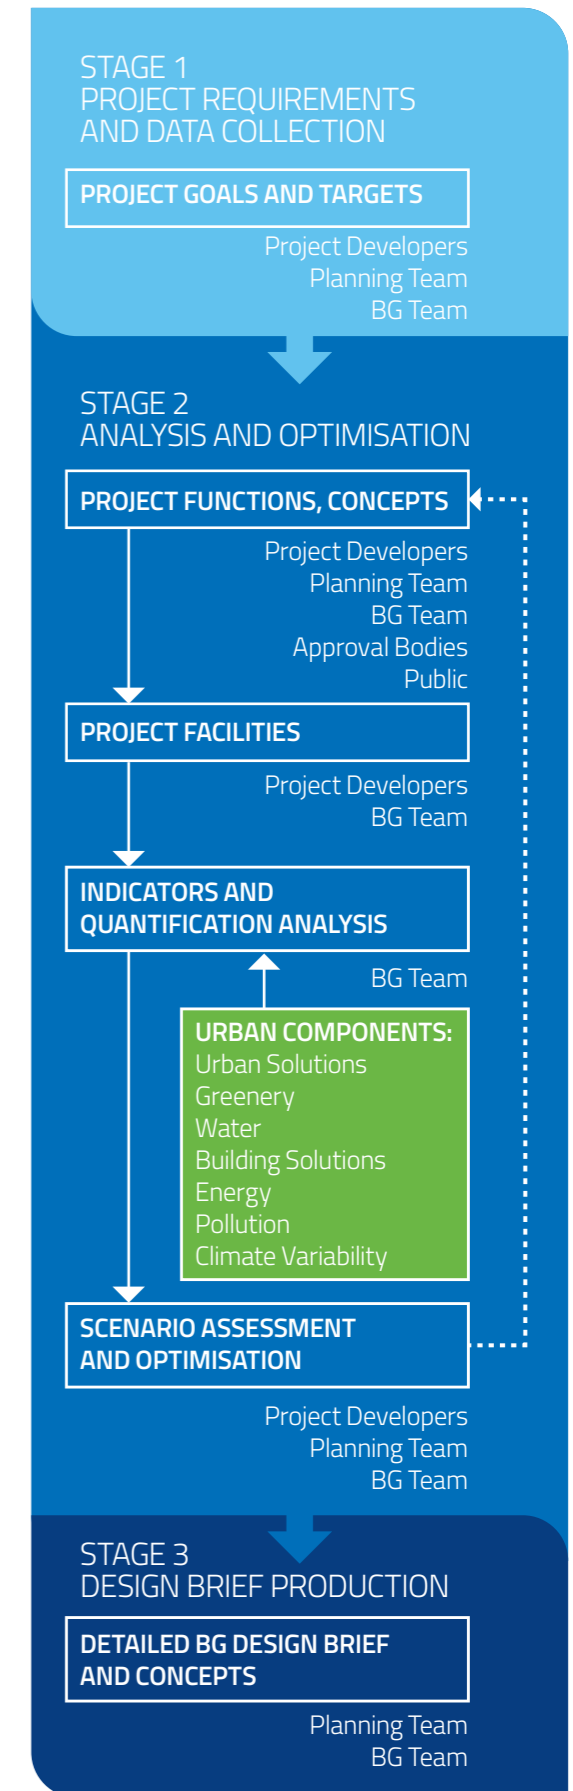 STAGE 1
PROJECT REQUIREMENTS
AND DATA COLLECTION
PROJECT GOALS AND TARGETS
Project Developers
Planning Team
BG Team
STAGE 2
ANALYSIS AND OPTIMISATION
PROJECT FUNCTIONS, CONCEPTS
Project Developers
Planning Team
BG Team
Approval Bodies
Public
PROJECT FACILITIES
Project Developers
BG Team
INDICATORS AND
QUANTIFICATION ANALYSIS
BG Team
URBAN COMPONENTS:
Urban Solutions
Greenery
Water
Building Solutions
Energy
Pollution
Climate Variability
SCENARIO ASSESSMENT
AND OPTIMISATION
Project Developers
Planning Team
BG Team
STAGE 3
DESIGN BRIEF PRODUCTION
DETAILED BG DESIGN BRIEF
AND CONCEPTS
Planning Team
BG Team